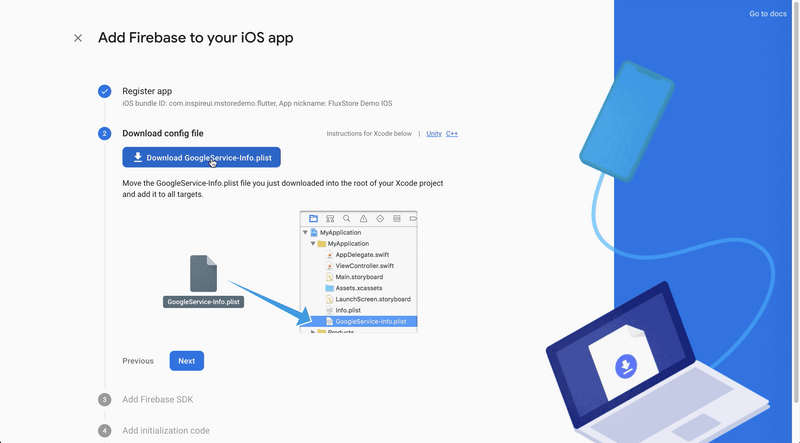 Go to docs
Add Firebase to your iOS app
Register app
iOS bundle ID: com.inspireui.mstoredemo.flutter, App nickname: FluxStore Demo IOS
2 Download config file
Instructions for Xcode below | Unity C++
Download GoogleService-Info.plist
Move the GoogleService-Info.plist file you just downloaded into the root of your Xcode project
and add it to all targets.
MyApplication
MyApplication
AppDelegate.swift
ViewController.swift
Main.storyboard
Assets.xcassets
LaunchScreen.storyboard
Info.plist
GoogleService-Info.plist
Products
GoogleService-Info.plist
Previous Next
3 Add Firebase SDK
4 Add initialization code